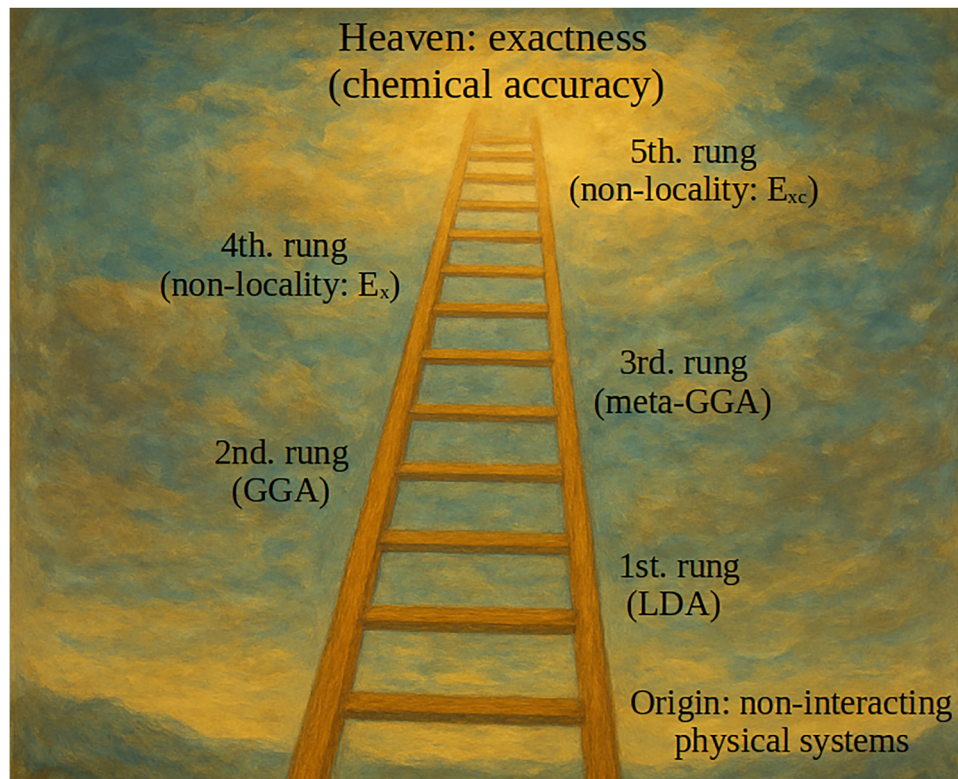 Heaven: exactness
(chemical accuracy)
5th. rung
(non-locality: Eₓc)
4th. rung
(non-locality: Eₓ)
3rd. rung
(meta-GGA)
2nd. rung
(GGA)
1st. rung
(LDA)
Origin: non-interacting
physical systems